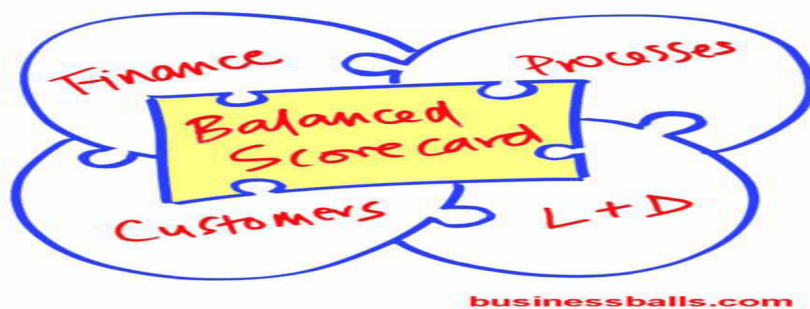 Finance
Processes
Balanced
Scorecard
Customers
L+D
businessballs.com